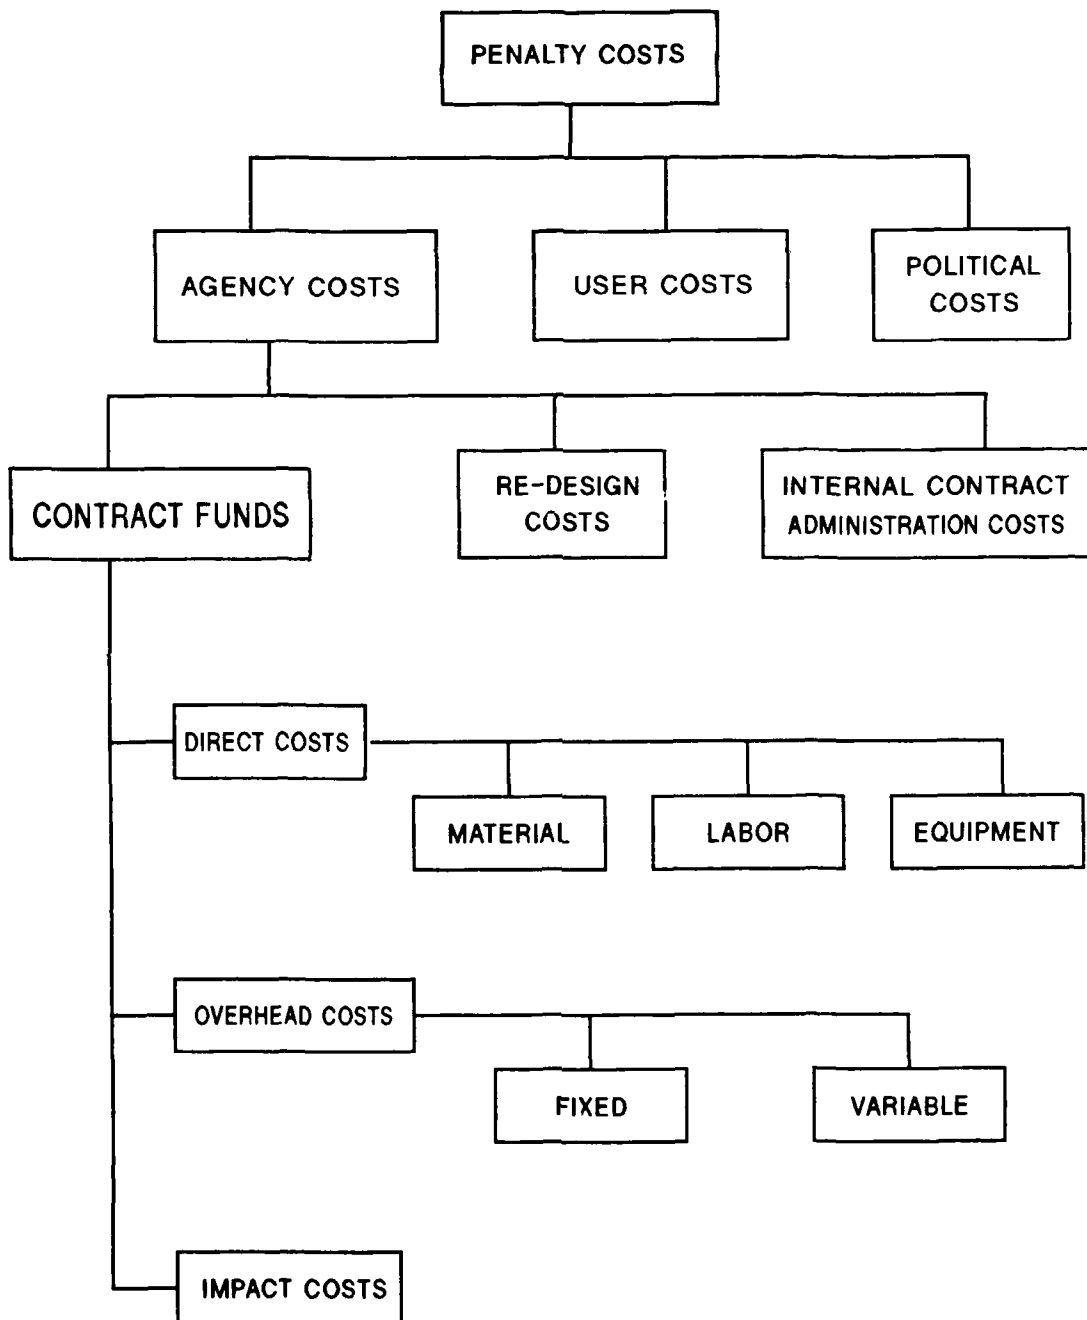 PENALTY COSTS
AGENCY COSTS
USER COSTS
POLITICAL
COSTS
CONTRACT FUNDS
RE-DESIGN
COSTS
INTERNAL CONTRACT
ADMINISTRATION COSTS
DIRECT COSTS
MATERIAL
LABOR
EQUIPMENT
OVERHEAD COSTS
FIXED
VARIABLE
IMPACT COSTS